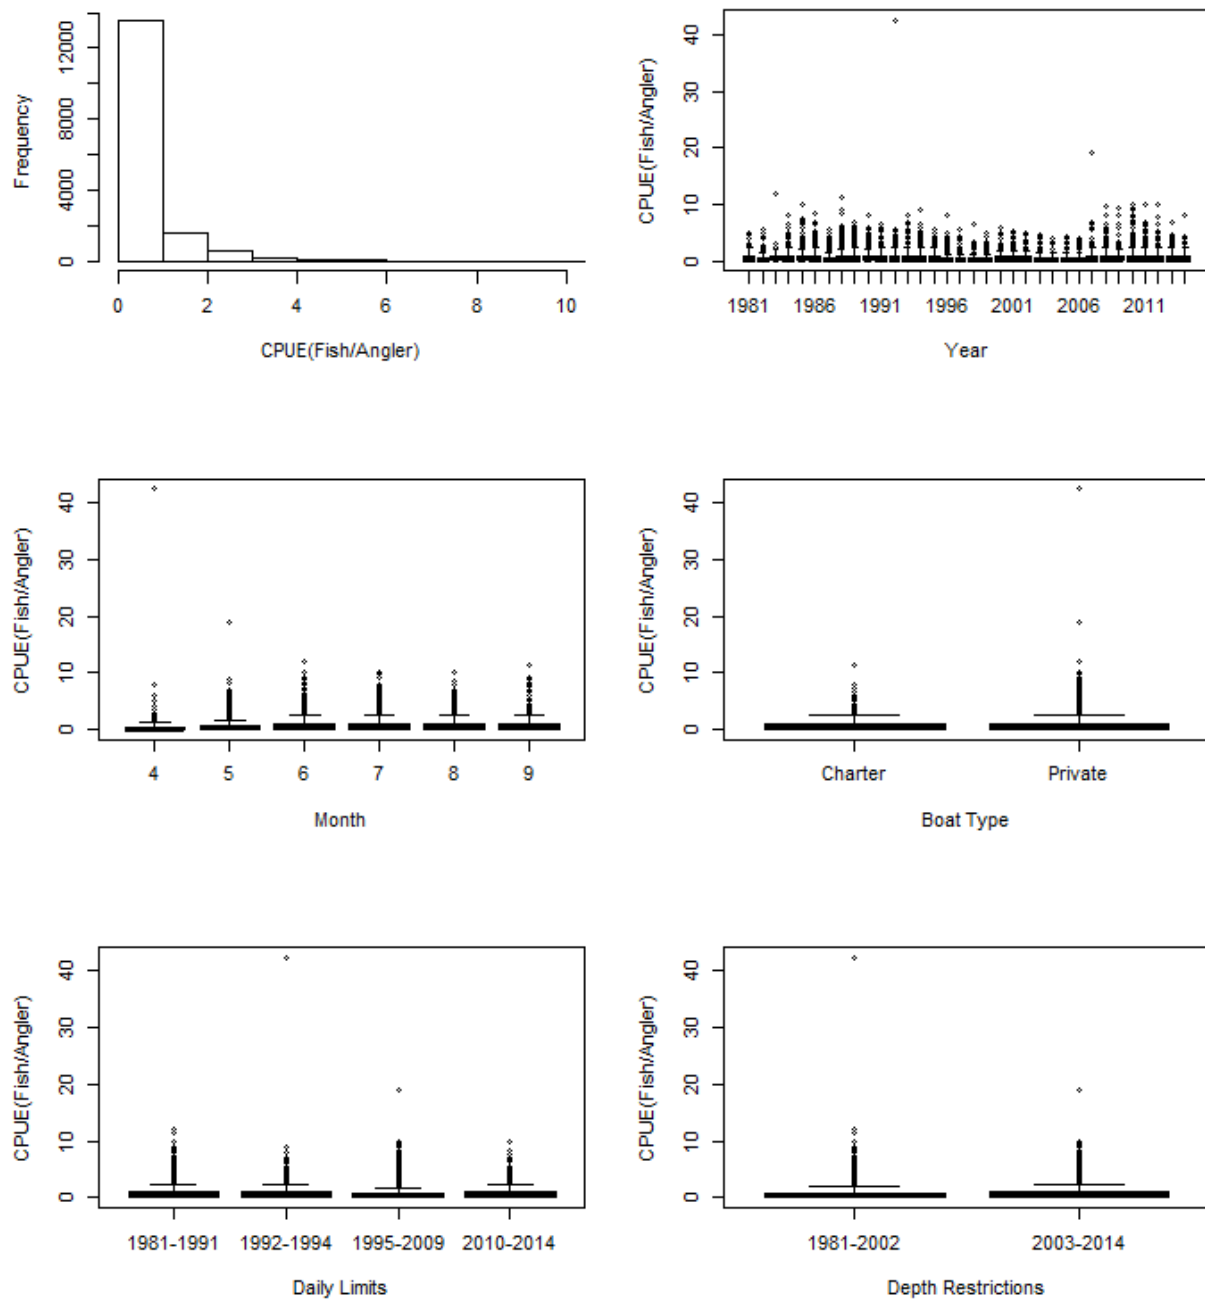 Frequency
0 4000 8000 12000
0 2 4 6 8 10
CPUE(Fish/Angler)
CPUE(Fish/Angler)
0 10 20 30 40
1981 1986 1991 1996 2001 2006 2011
Year
CPUE(Fish/Angler)
0 10 20 30 40
4 5 6 7 8 9
Month
CPUE(Fish/Angler)
0 10 20 30 40
Charter Private
Boat Type
CPUE(Fish/Angler)
0 10 20 30 40
1981-1991 1992-1994 1995-2009 2010-2014
Daily Limits
CPUE(Fish/Angler)
0 10 20 30 40
1981-2002 2003-2014
Depth Restrictions